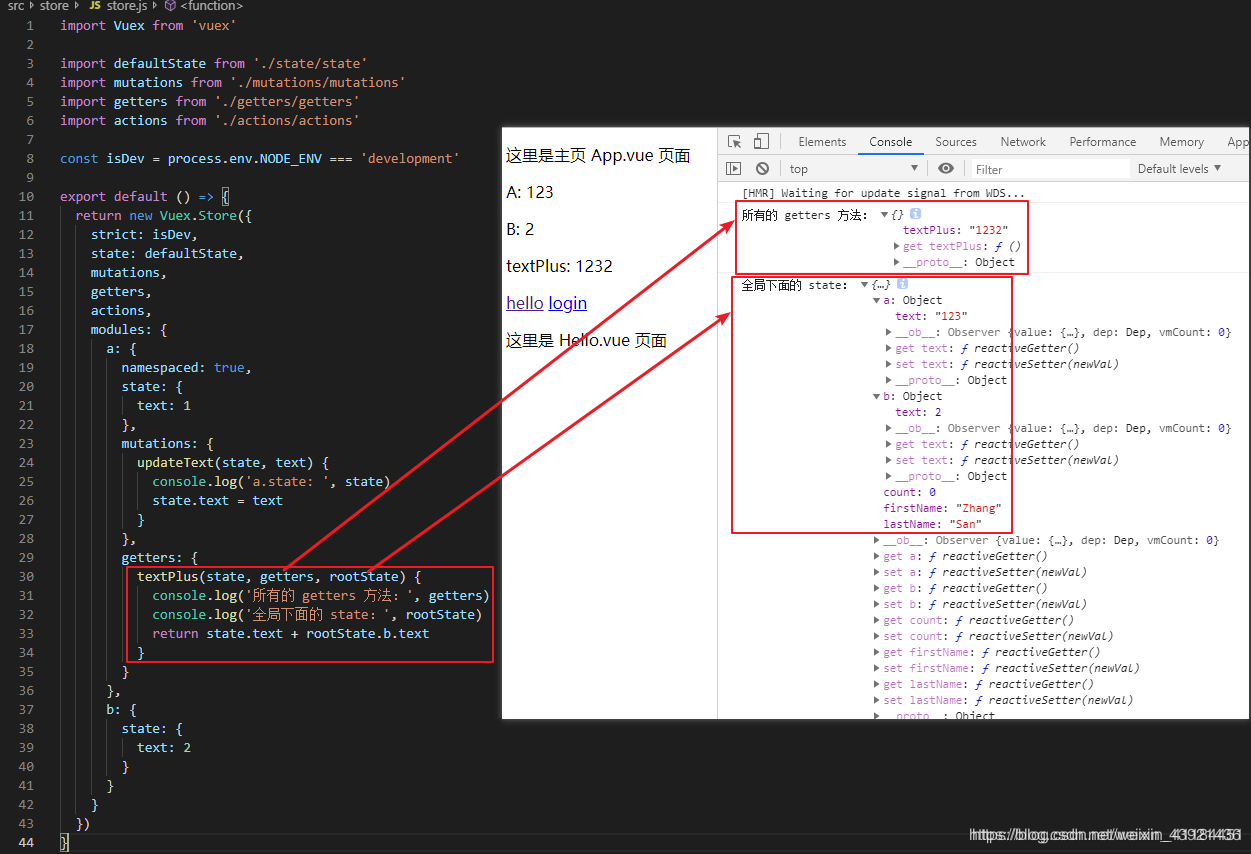 src store JS store.js <function>
1 import Vuex from 'vuex'
2
3 import defaultState from './state/state'
4 import mutations from './mutations/mutations'
5 import getters from './getters/getters'
6 import actions from './actions/actions'
7
8 const isDev = process.env.NODE_ENV === 'development'
9
10 export default () => {
11 return new Vuex.Store({
12 strict: isDev,
13 state: defaultState,
14 mutations,
15 getters,
16 actions,
17 modules: {
18 a: {
19 namespaced: true,
20 state: {
21 text: 1
22 },
23 mutations: {
24 updateText(state, text) {
25 console.log('a.state: ', state)
26 state.text = text
27 }
28 },
29 getters: {
30 textPlus(state, getters, rootState) {
31 console.log('所有的 getters 方法: ', getters)
32 console.log('全局下面的 state: ', rootState)
33 return state.text + rootState.b.text
34 }
35 }
36 },
37 b: {
38 state: {
39 text: 2
40 }
41 }
42 }
43 })
44 }
这里是主页 App.vue 页面
A: 123
B: 2
textPlus: 1232
hello login
这里是 Hello.vue 页面
Elements Console Sources Network Performance Memory App
top Filter Default levels
[HMR] Waiting for update signal from WDS...
所有的 getters 方法: {} i
textPlus: "1232"
get textPlus: ƒ ()
__proto__: Object
全局下面的 state: {…} i
a: Object
text: "123"
__ob__: Observer {value: {…}, dep: Dep, vmCount: 0}
get text: ƒ reactiveGetter()
set text: ƒ reactiveSetter(newVal)
__proto__: Object
b: Object
text: 2
__ob__: Observer {value: {…}, dep: Dep, vmCount: 0}
get text: ƒ reactiveGetter()
set text: ƒ reactiveSetter(newVal)
__proto__: Object
count: 0
firstName: "Zhang"
lastName: "San"
__ob__: Observer {value: {…}, dep: Dep, vmCount: 0}
get a: ƒ reactiveGetter()
set a: ƒ reactiveSetter(newVal)
get b: ƒ reactiveGetter()
set b: ƒ reactiveSetter(newVal)
get count: ƒ reactiveGetter()
set count: ƒ reactiveSetter(newVal)
get firstName: ƒ reactiveGetter()
set firstName: ƒ reactiveSetter(newVal)
get lastName: ƒ reactiveGetter()
set lastName: ƒ reactiveSetter(newVal)
__proto__: Object